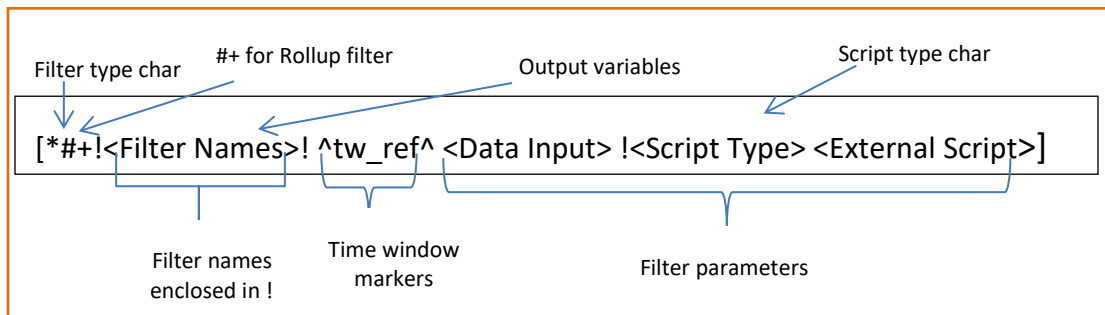 #+ for Rollup filter
Script type char
Filter type char
Output variables
[*#+!<Filter Names>! ^tw_ref^ <Data Input> !<Script Type> <External Script>]
Filter names
enclosed in !
Time window
markers
Filter parameters